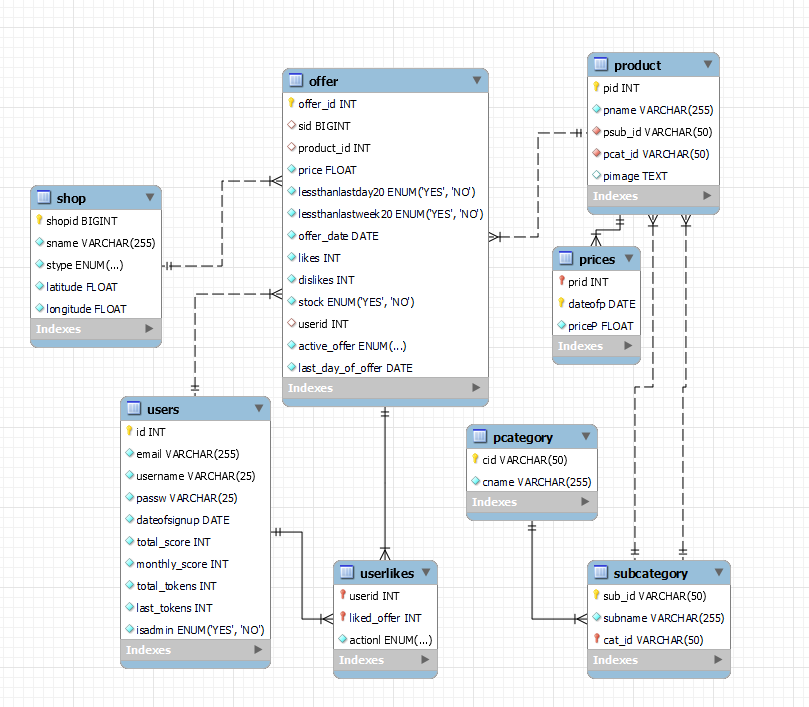 offer
offer_id INT
sid BIGINT
product_id INT
price FLOAT
lessthanlastday20 ENUM('YES', 'NO')
lessthanlastweek20 ENUM('YES', 'NO')
offer_date DATE
likes INT
dislikes INT
stock ENUM('YES', 'NO')
userid INT
active_offer ENUM(...)
last_day_of_offer DATE
Indexes
product
pid INT
pname VARCHAR(255)
psub_id VARCHAR(50)
pcat_id VARCHAR(50)
pimage TEXT
Indexes
shop
shopid BIGINT
sname VARCHAR(255)
stype ENUM(...)
latitude FLOAT
longitude FLOAT
Indexes
prices
prid INT
dateofp DATE
priceP FLOAT
Indexes
users
id INT
email VARCHAR(255)
username VARCHAR(25)
passw VARCHAR(25)
dateofsignup DATE
total_score INT
monthly_score INT
total_tokens INT
last_tokens INT
isadmin ENUM('YES', 'NO')
Indexes
pcategory
cid VARCHAR(50)
cname VARCHAR(255)
Indexes
userlikes
userid INT
liked_offer INT
actionl ENUM(...)
Indexes
subcategory
sub_id VARCHAR(50)
subname VARCHAR(255)
cat_id VARCHAR(50)
Indexes